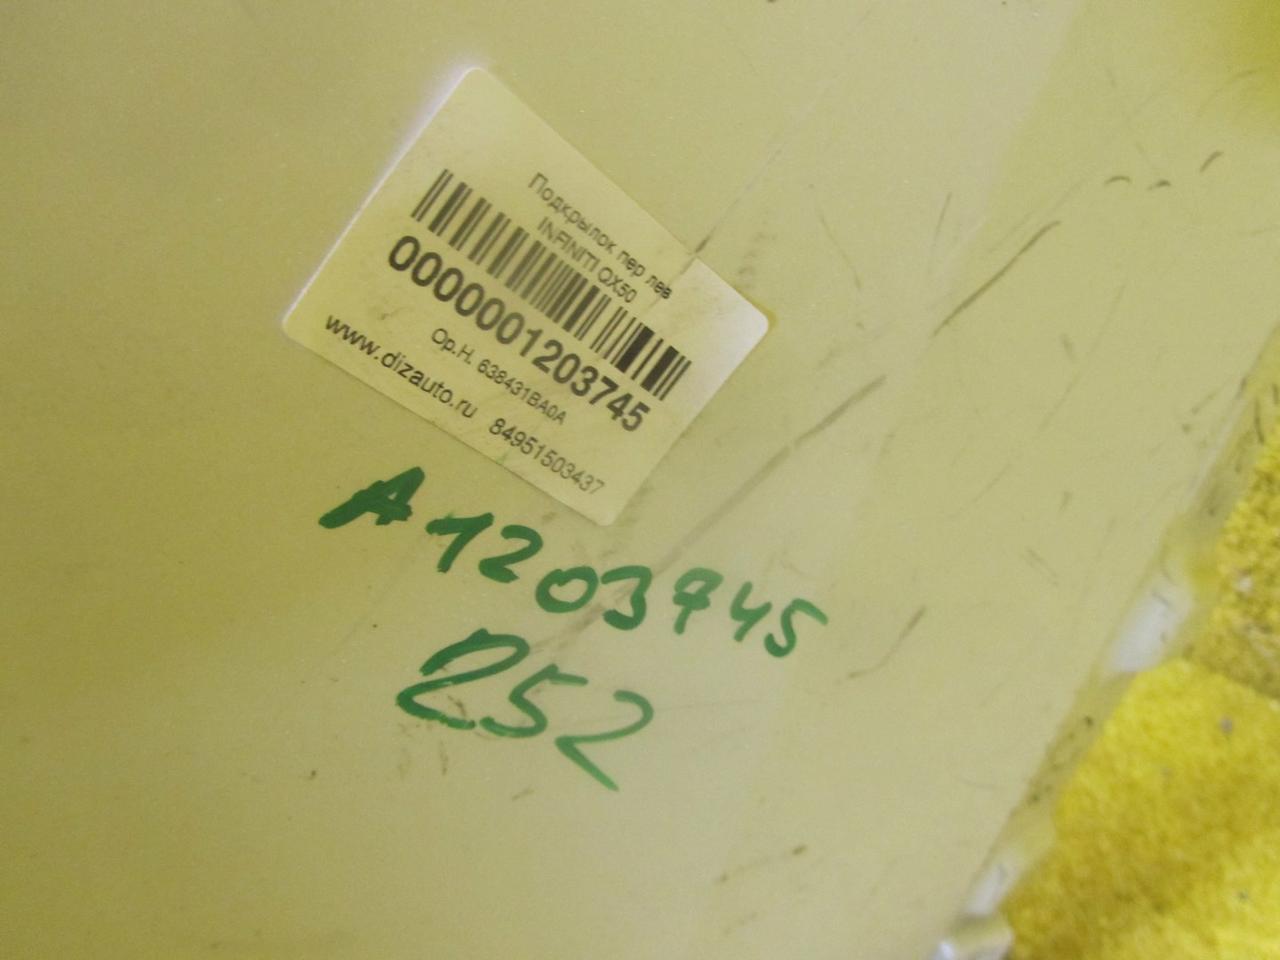 Подкрылок пер лев
INFINITI QX50
0000001203745
Ор.Н. 638431BA0A
www.dizauto.ru 84951503437
A1203745
252